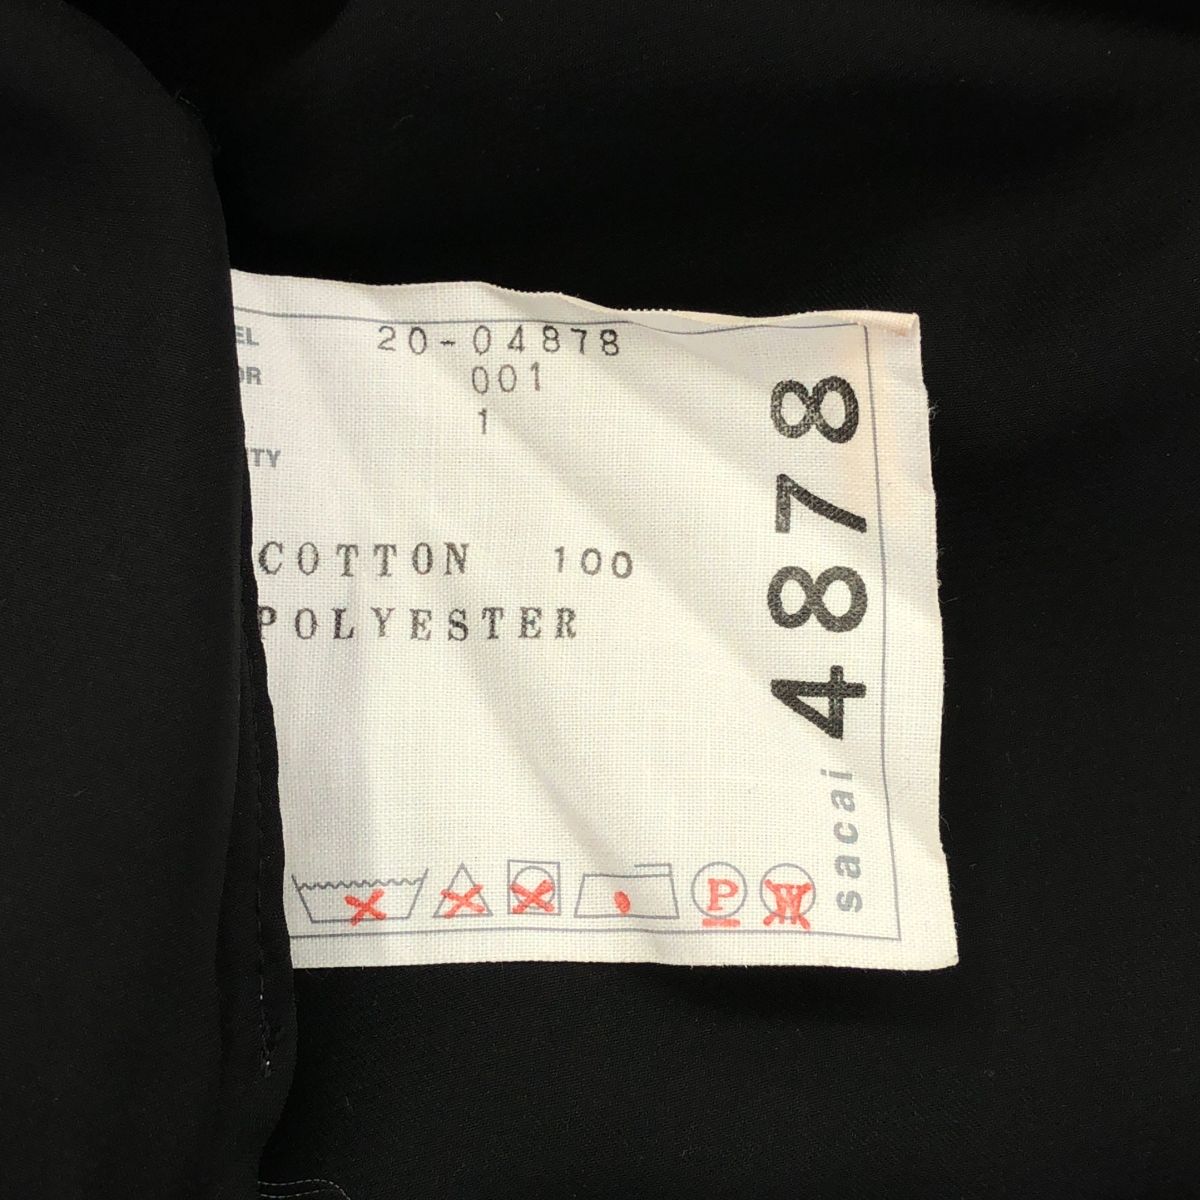 EL 20-04878
OR 001
1
TY
COTTON 100
POLYESTER
P W
sacai 4878